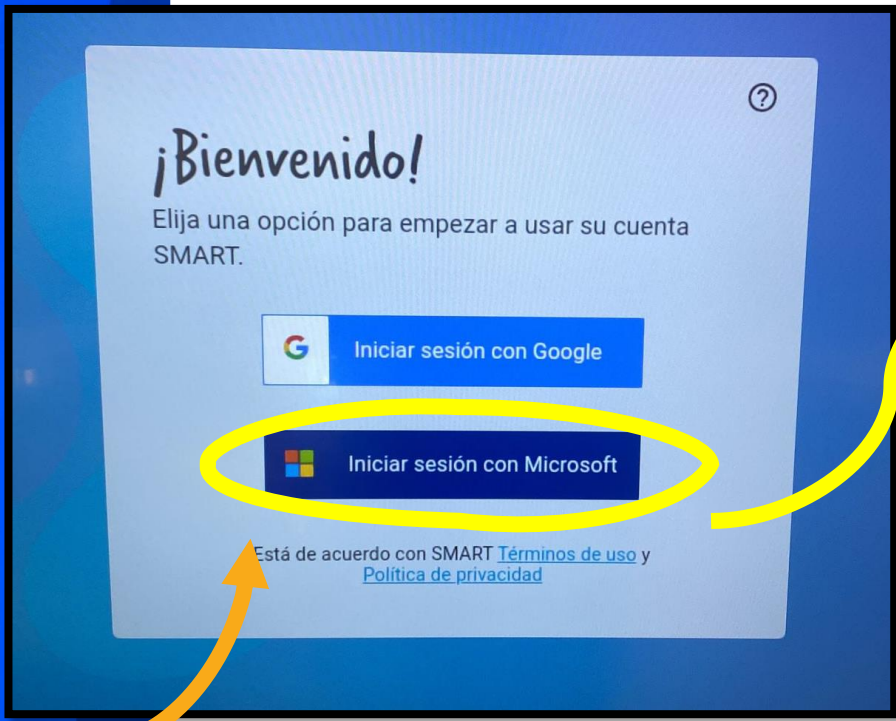 ¡Bienvenido!
Elija una opción para empezar a usar su cuenta
SMART.
Iniciar sesión con Google
Iniciar sesión con Microsoft
Está de acuerdo con SMART Términos de uso y
Política de privacidad